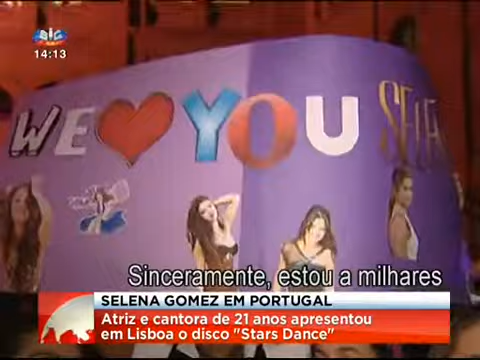 SIC
14:13
WE ❤ YOU SELE
Sinceramente, estou a milhares
SELENA GOMEZ EM PORTUGAL
Atriz e cantora de 21 anos apresentou
em Lisboa o disco "Stars Dance"